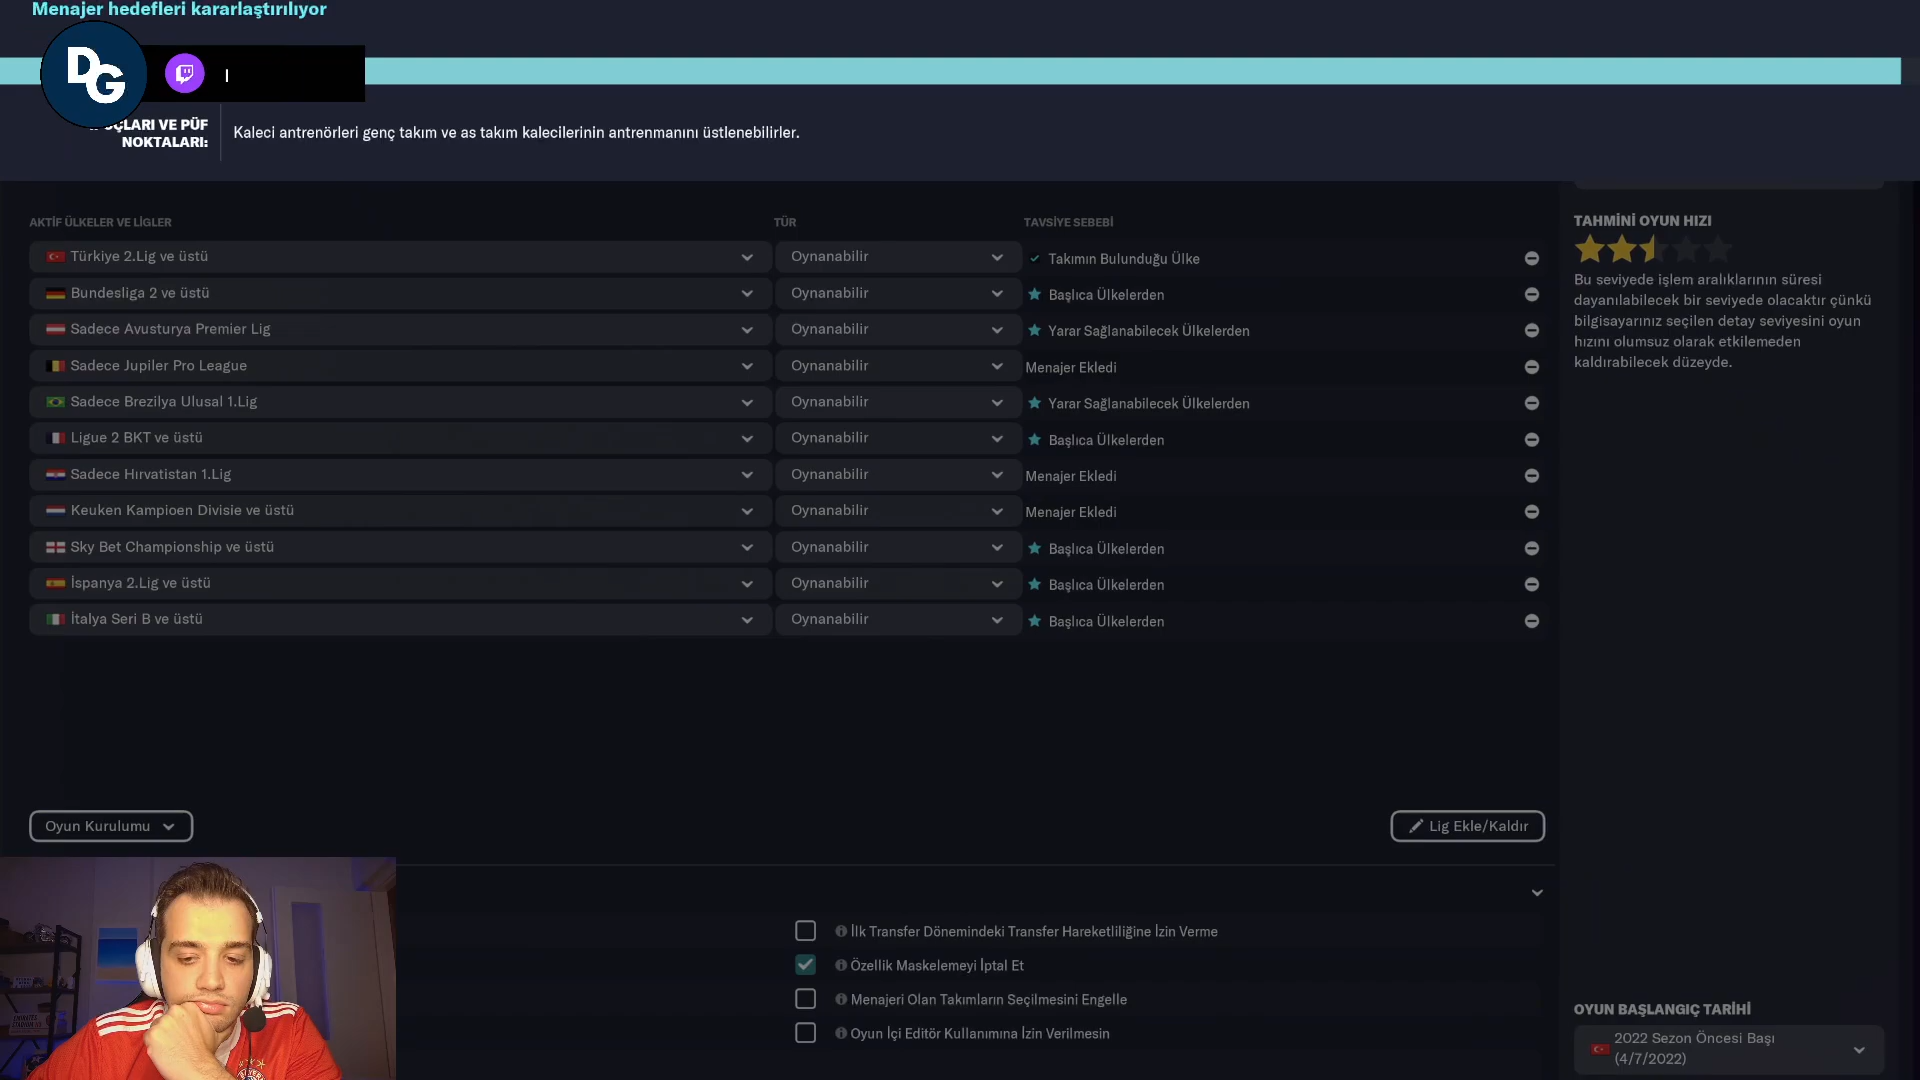 Menajer hedefleri kararlaştırılıyor
DG
NOKTALARI:
VE PÜF
Kaleci antrenörleri genç takım ve as takım kalecilerinin antrenmanını üstlenebilirler.
AKTİF ÜLKELER VE LİGLER
TÜR
TAVSİYE SEBEBİ
Türkiye 2.Lig ve üstü
Oynanabilir
Takımın Bulunduğu Ülke
Bundesliga 2 ve üstü
Oynanabilir
Başlıca Ülkelerden
Sadece Avusturya Premier Lig
Oynanabilir
Yarar Sağlanabilecek Ülkelerden
Sadece Jupiler Pro League
Oynanabilir
Menajer Ekledi
Sadece Brezilya Ulusal 1.Lig
Oynanabilir
Yarar Sağlanabilecek Ülkelerden
Ligue 2 BKT ve üstü
Oynanabilir
Başlıca Ülkelerden
Sadece Hırvatistan 1.Lig
Oynanabilir
Menajer Ekledi
Keuken Kampioen Divisie ve üstü
Oynanabilir
Menajer Ekledi
Sky Bet Championship ve üstü
Oynanabilir
Başlıca Ülkelerden
İspanya 2.Lig ve üstü
Oynanabilir
Başlıca Ülkelerden
İtalya Seri B ve üstü
Oynanabilir
Başlıca Ülkelerden
TAHMİNİ OYUN HIZI
Bu seviyede işlem aralıklarının süresi
dayanılabilecek bir seviyede olacaktır çünkü
bilgisayarınız seçilen detay seviyesini oyun
hızını olumsuz olarak etkilemeden
kaldırabilecek düzeyde.
Oyun Kurulumu
Lig Ekle/Kaldır
İlk Transfer Dönemindeki Transfer Hareketliliğine İzin Verme
Özellik Maskelemeyi İptal Et
Menajeri Olan Takımların Seçilmesini Engelle
Oyun İçi Editör Kullanımına İzin Verilmesin
OYUN BAŞLANGIÇ TARİHİ
2022 Sezon Öncesi Başı
(4/7/2022)